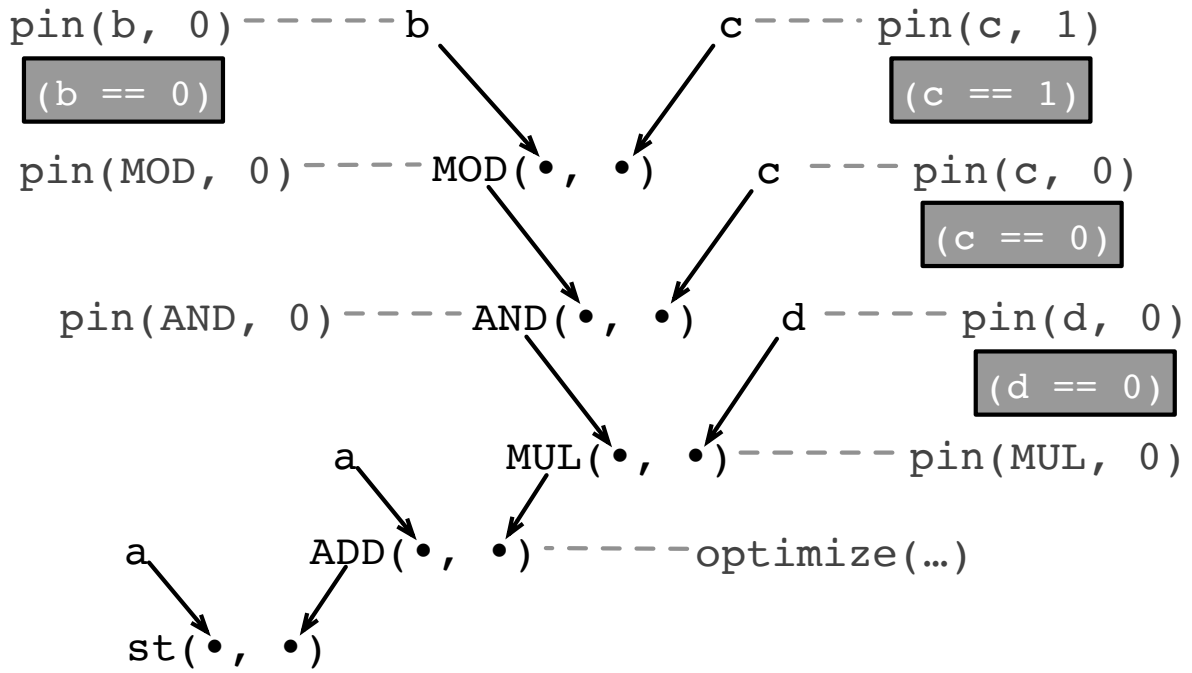 pin(b, 0) b c pin(c, 1)
(b == 0) (c == 1)
pin(MOD, 0) MOD(•, •) c pin(c, 0)
(c == 0)
pin(AND, 0) AND(•, •) d pin(d, 0)
(d == 0)
a MUL(•, •) pin(MUL, 0)
a ADD(•, •) optimize(…)
st(•, •)